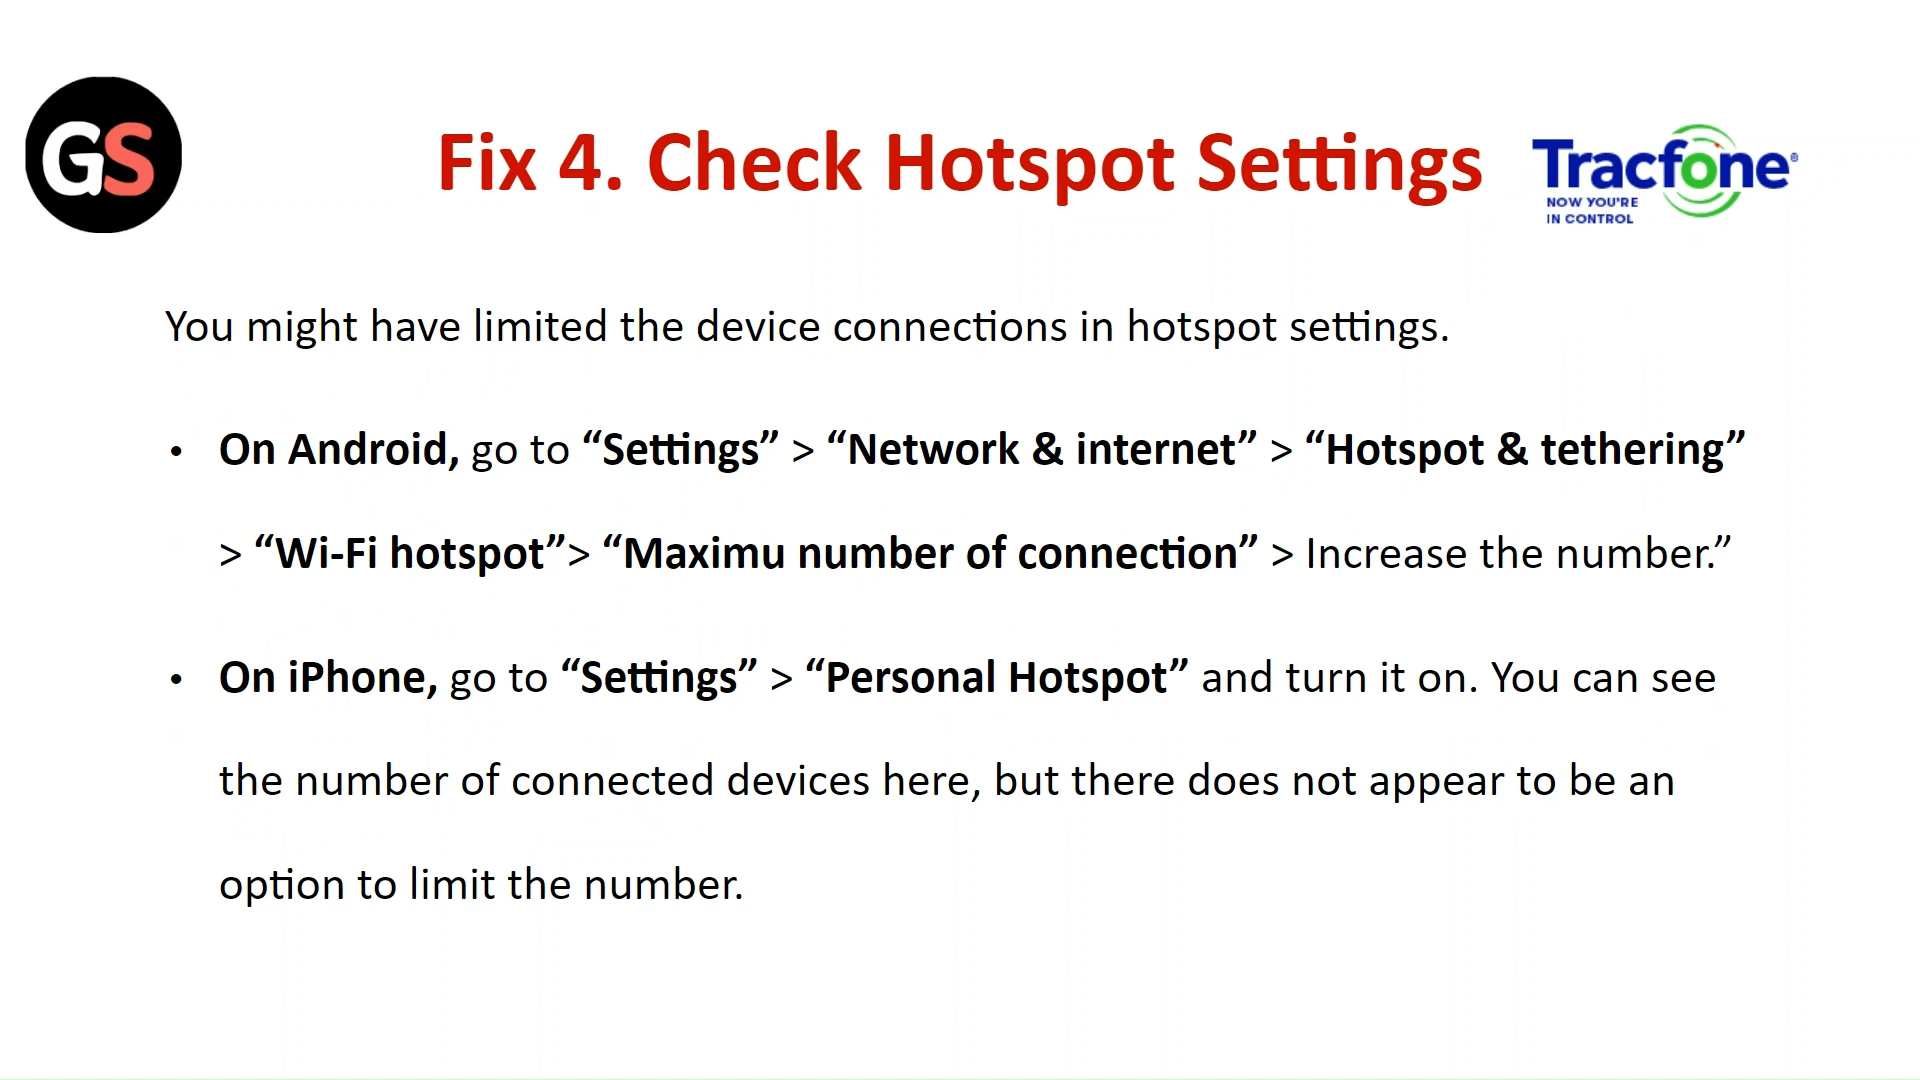 GS
Fix 4. Check Hotspot Settings
Tracfone®
NOW YOU'RE
IN CONTROL
You might have limited the device connections in hotspot settings.
• On Android, go to “Settings” > “Network & internet” > “Hotspot & tethering”
> “Wi-Fi hotspot”> “Maximu number of connection” > Increase the number.”
• On iPhone, go to “Settings” > “Personal Hotspot” and turn it on. You can see
the number of connected devices here, but there does not appear to be an
option to limit the number.